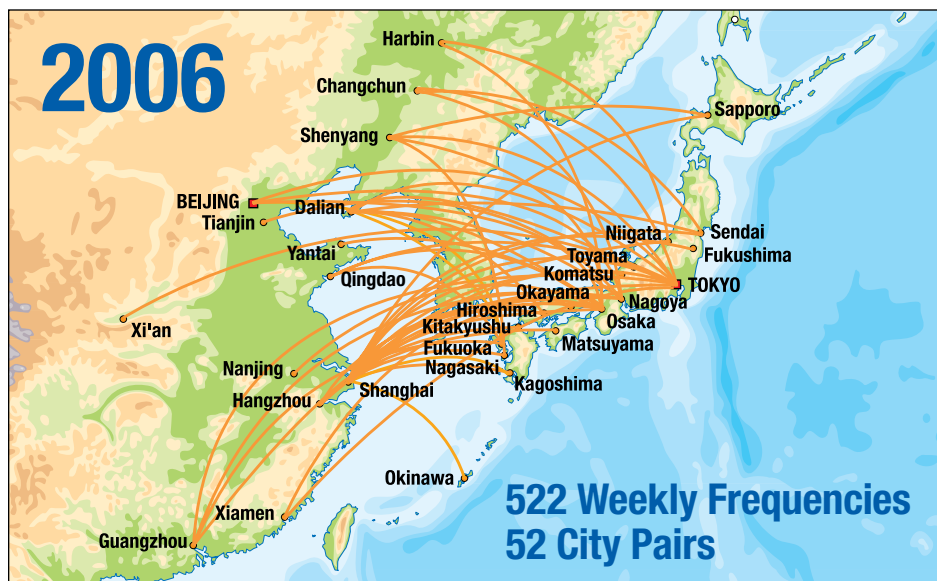 2006
Harbin
Changchun
Sapporo
Shenyang
BEIJING
Dalian
Tianjin
Niigata
Sendai
Yantai
Toyama
Fukushima
Komatsu
Qingdao
TOKYO
Okayama
Nagoya
Hiroshima
Osaka
Xi'an
Kitakyushu
Matsuyama
Fukuoka
Nanjing
Nagasaki
Kagoshima
Shanghai
Hangzhou
Okinawa
522 Weekly Frequencies
Xiamen
52 City Pairs
Guangzhou